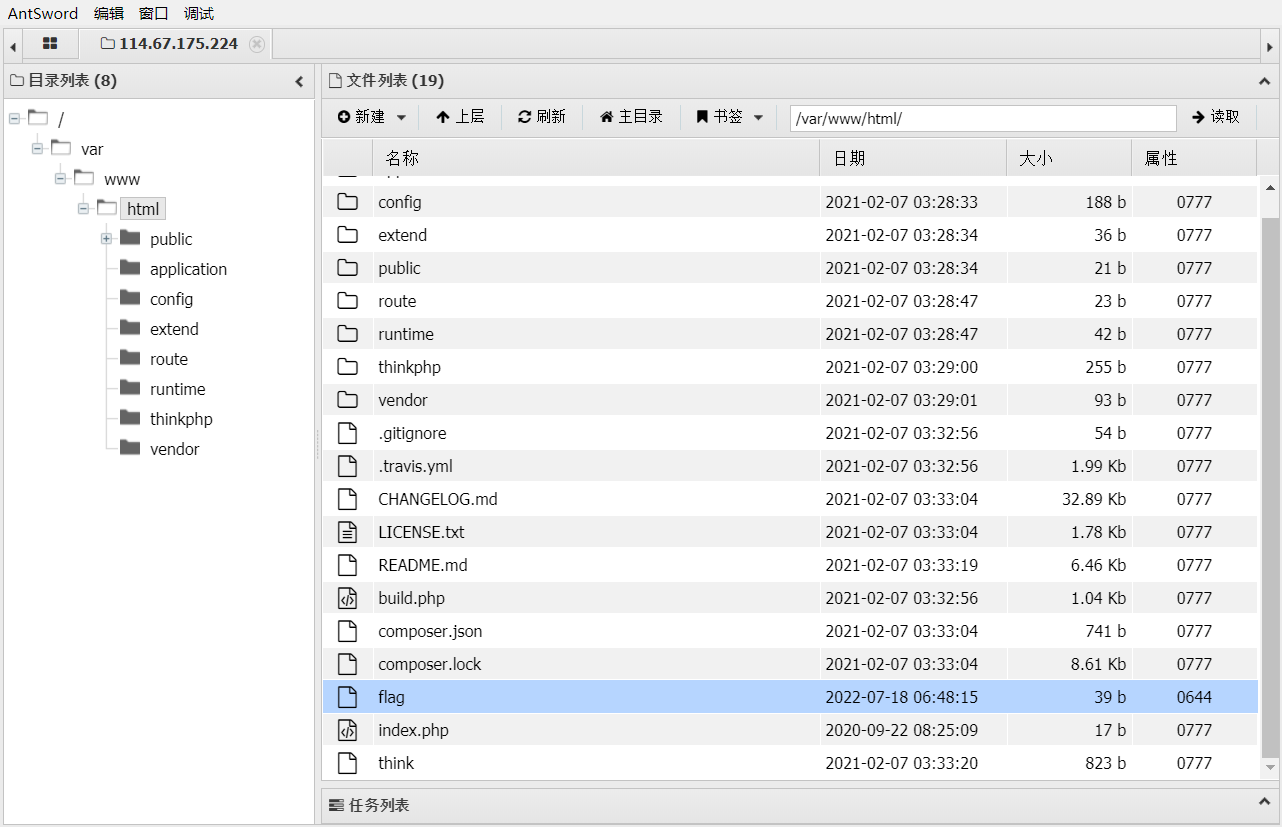 AntSword 编辑 窗口 调试
114.67.175.224
目录列表 (8)
/
var
www
html
public
application
config
extend
route
runtime
thinkphp
vendor
文件列表 (19)
新建 上层 刷新 主目录 书签 /var/www/html/ 读取
名称 日期 大小 属性
config 2021-02-07 03:28:33 188 b 0777
extend 2021-02-07 03:28:34 36 b 0777
public 2021-02-07 03:28:34 21 b 0777
route 2021-02-07 03:28:47 23 b 0777
runtime 2021-02-07 03:28:47 42 b 0777
thinkphp 2021-02-07 03:29:00 255 b 0777
vendor 2021-02-07 03:29:01 93 b 0777
.gitignore 2021-02-07 03:32:56 54 b 0777
.travis.yml 2021-02-07 03:32:56 1.99 Kb 0777
CHANGELOG.md 2021-02-07 03:33:04 32.89 Kb 0777
LICENSE.txt 2021-02-07 03:33:04 1.78 Kb 0777
README.md 2021-02-07 03:33:19 6.46 Kb 0777
build.php 2021-02-07 03:32:56 1.04 Kb 0777
composer.json 2021-02-07 03:33:04 741 b 0777
composer.lock 2021-02-07 03:33:04 8.61 Kb 0777
flag 2022-07-18 06:48:15 39 b 0644
index.php 2020-09-22 08:25:09 17 b 0777
think 2021-02-07 03:33:20 823 b 0777
任务列表